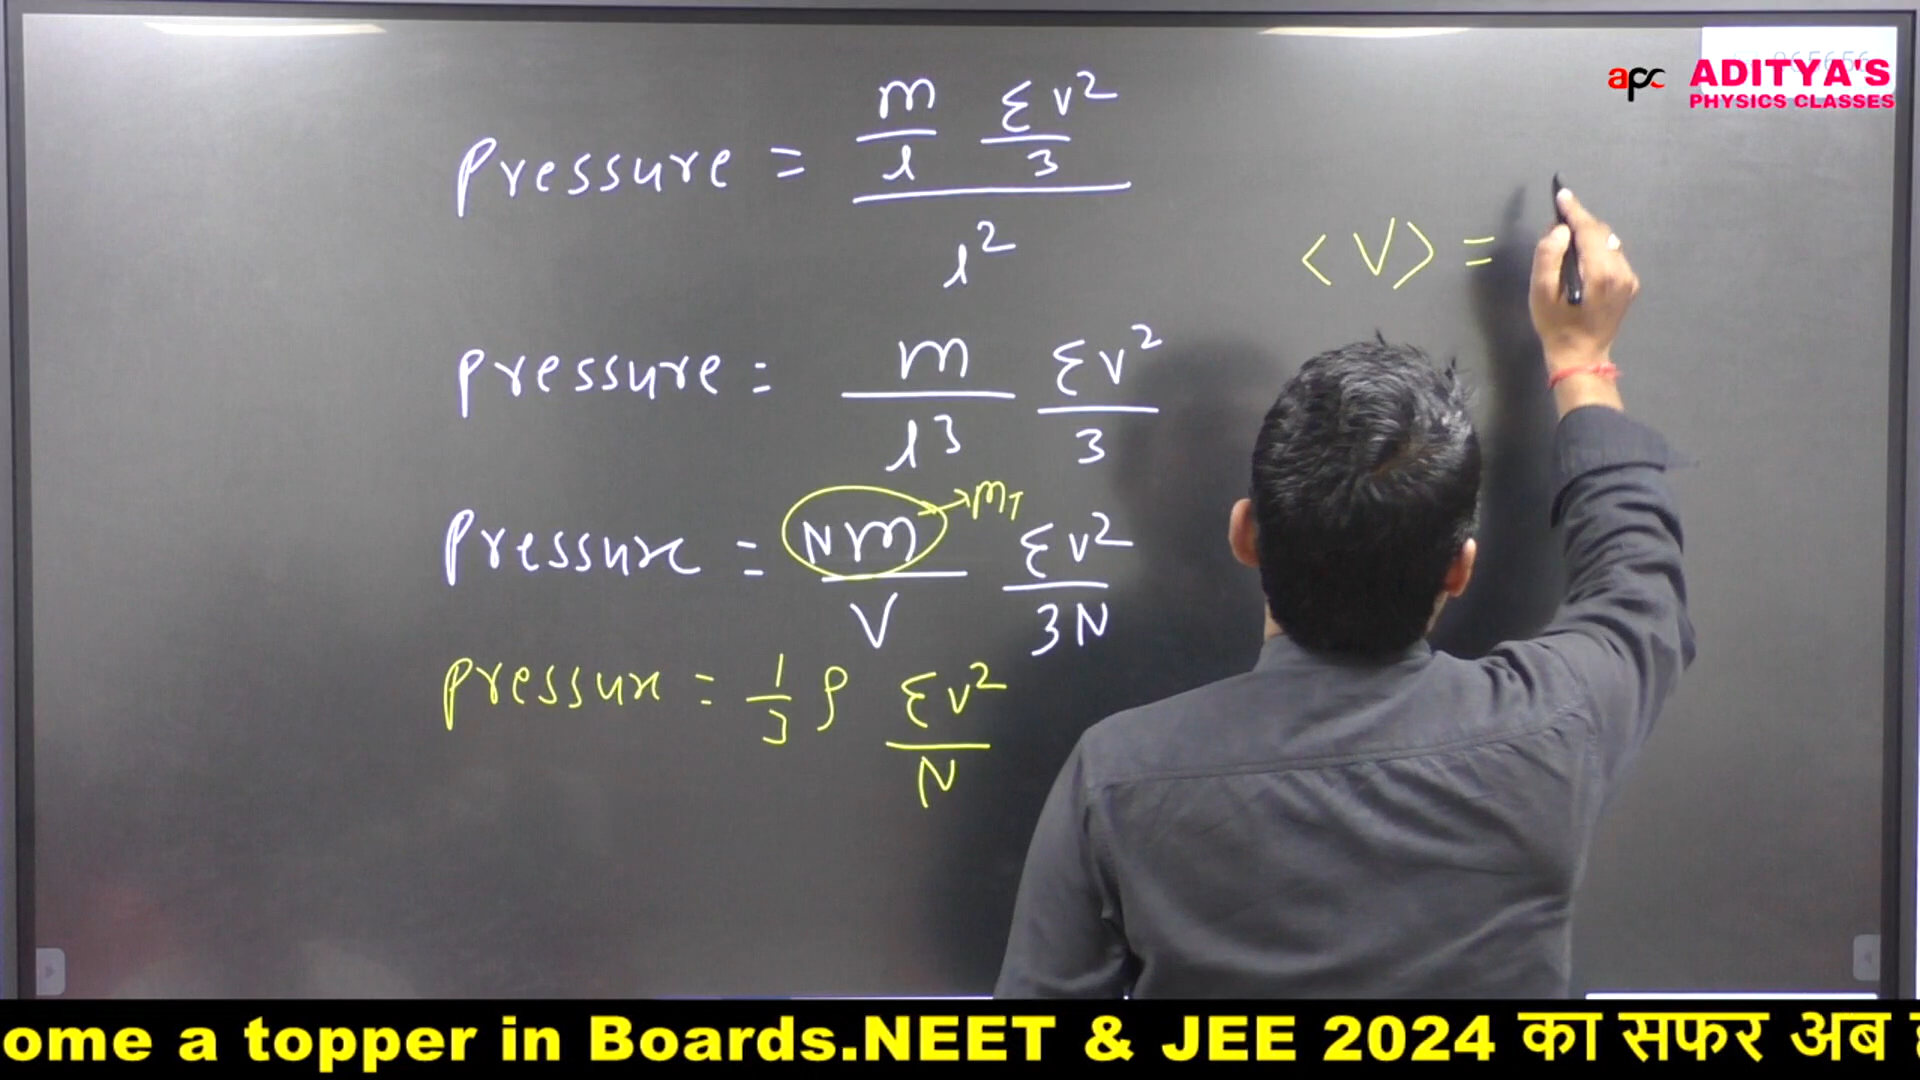 apc ADITYA'S
PHYSICS CLASSES
Pressure = m/l Σv²/3 / l²
<V> =
Pressure = m/l³ Σv²/3
Pressure = Nm/V → mT Σv²/3N
Pressure = 1/3 ρ Σv²/N
ome a topper in Boards.NEET & JEE 2024 का सफर अब